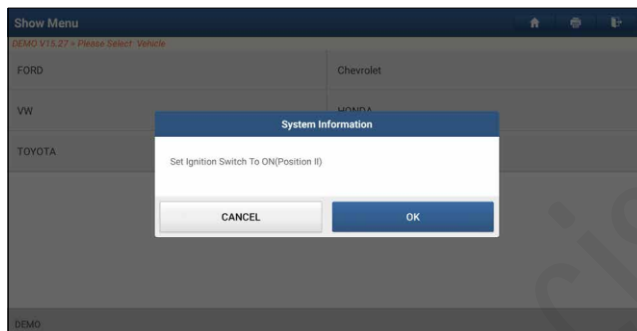 Show Menu
DEMO V15.27 > Please Select Vehicle
FORD
Chevrolet
VW
HONDA
TOYOTA
System Information
Set Ignition Switch To ON(Position II)
CANCEL
OK
DEMO